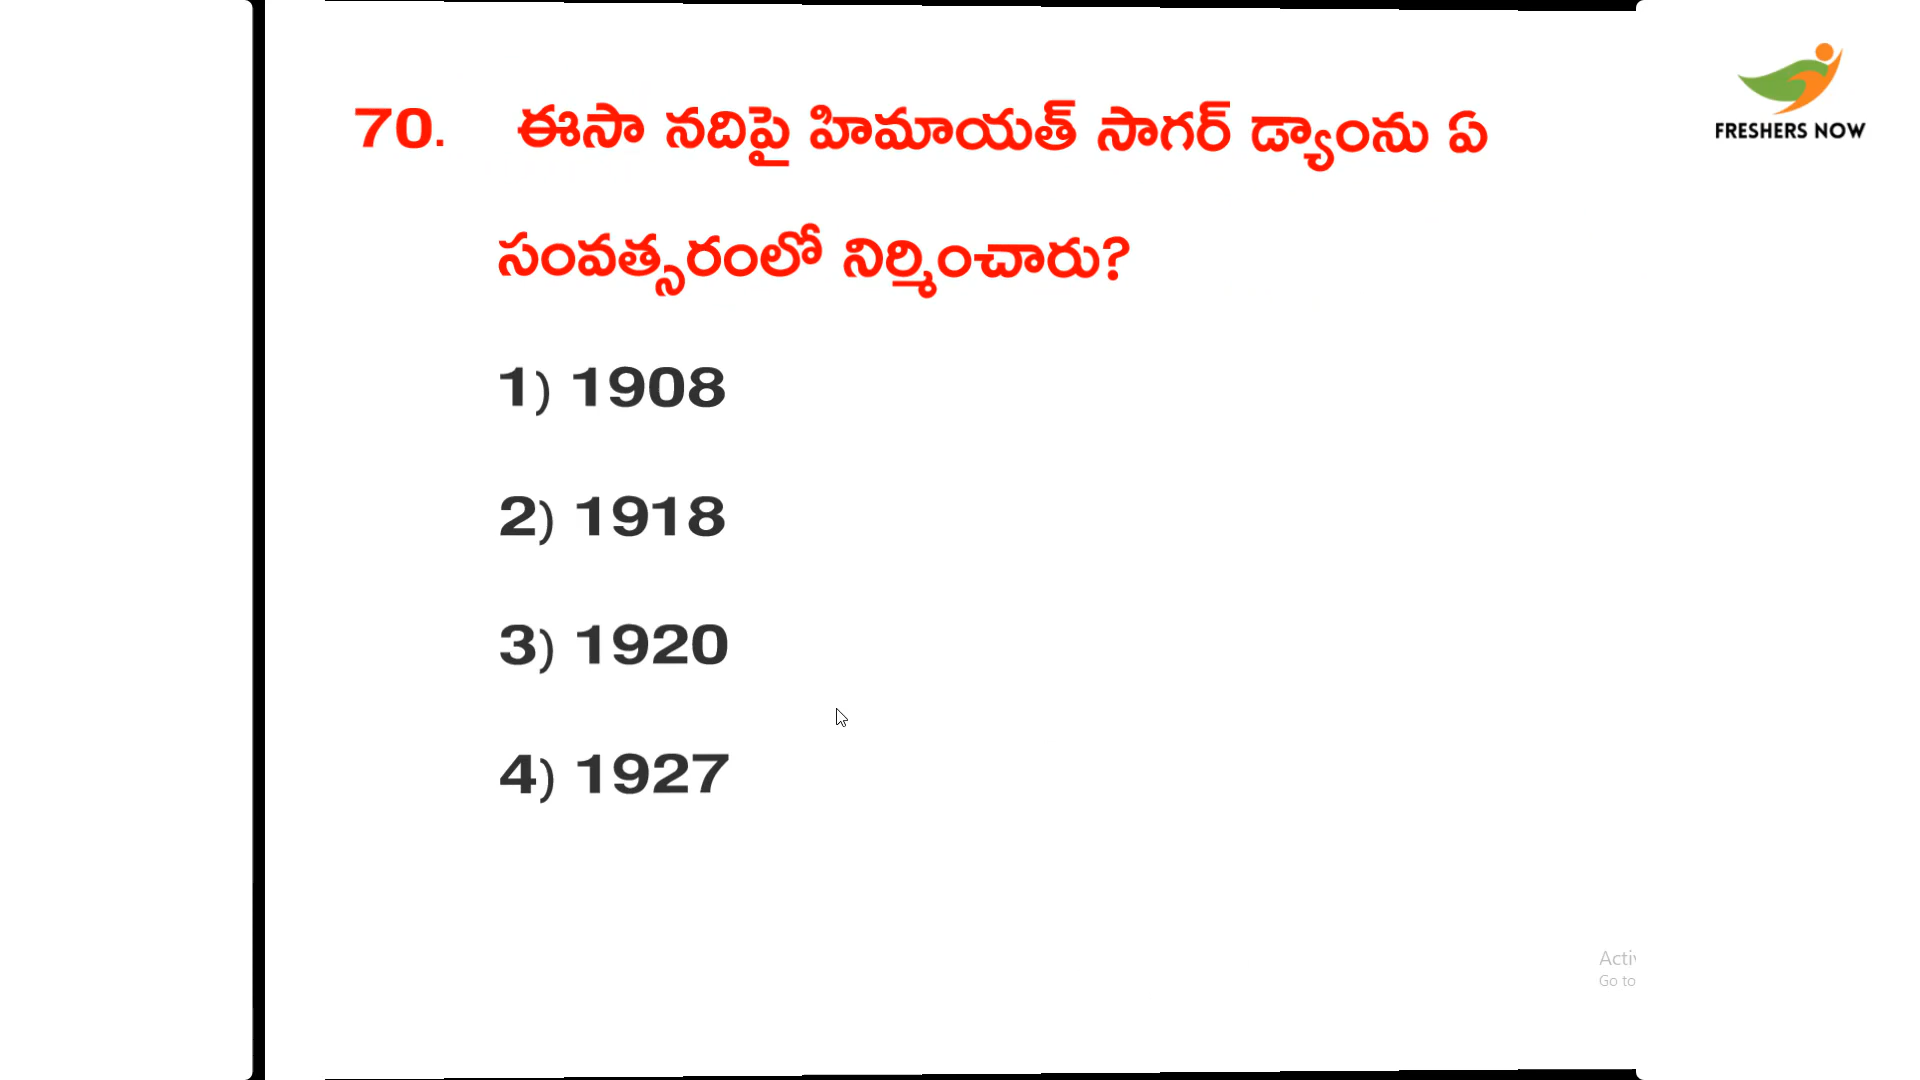 70. ఈసా నదిపై హిమాయత్ సాగర్ డ్యాంను ఏ
సంవత్సరంలో నిర్మించారు?
1) 1908
2) 1918
3) 1920
4) 1927
FRESHERS NOW
Go to